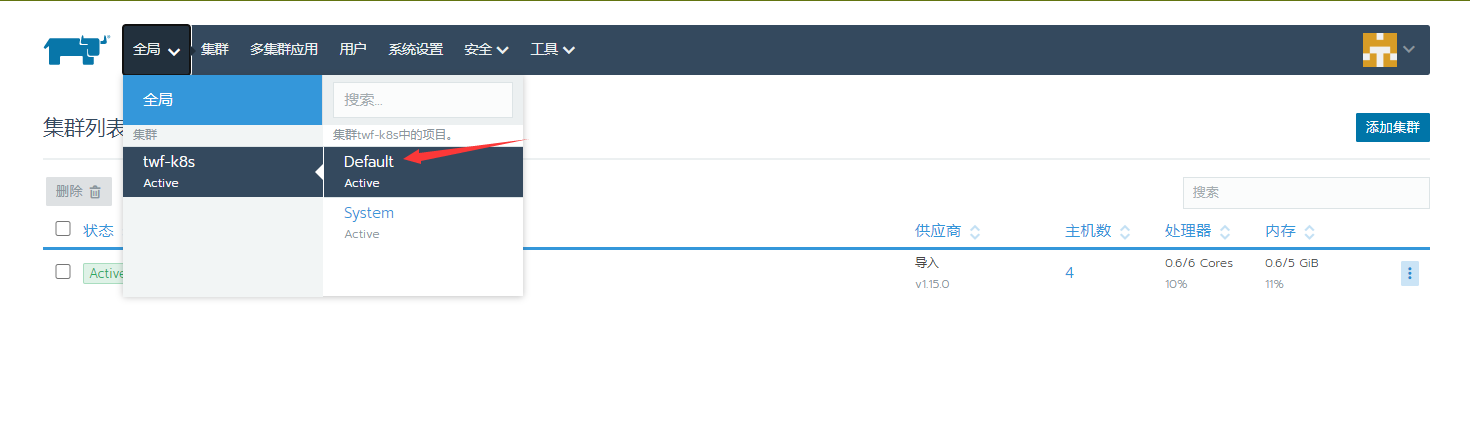 全局 集群 多集群应用 用户 系统设置 安全 工具
全局 搜索...
集群列表 添加集群
集群 集群twf-k8s中的项目。
twf-k8s Default
Active Active
删除 搜索
System
状态 供应商 主机数 处理器 内存
Active
Active 导入 4 0.6/6 Cores 0.6/5 GiB
v1.15.0 10% 11%